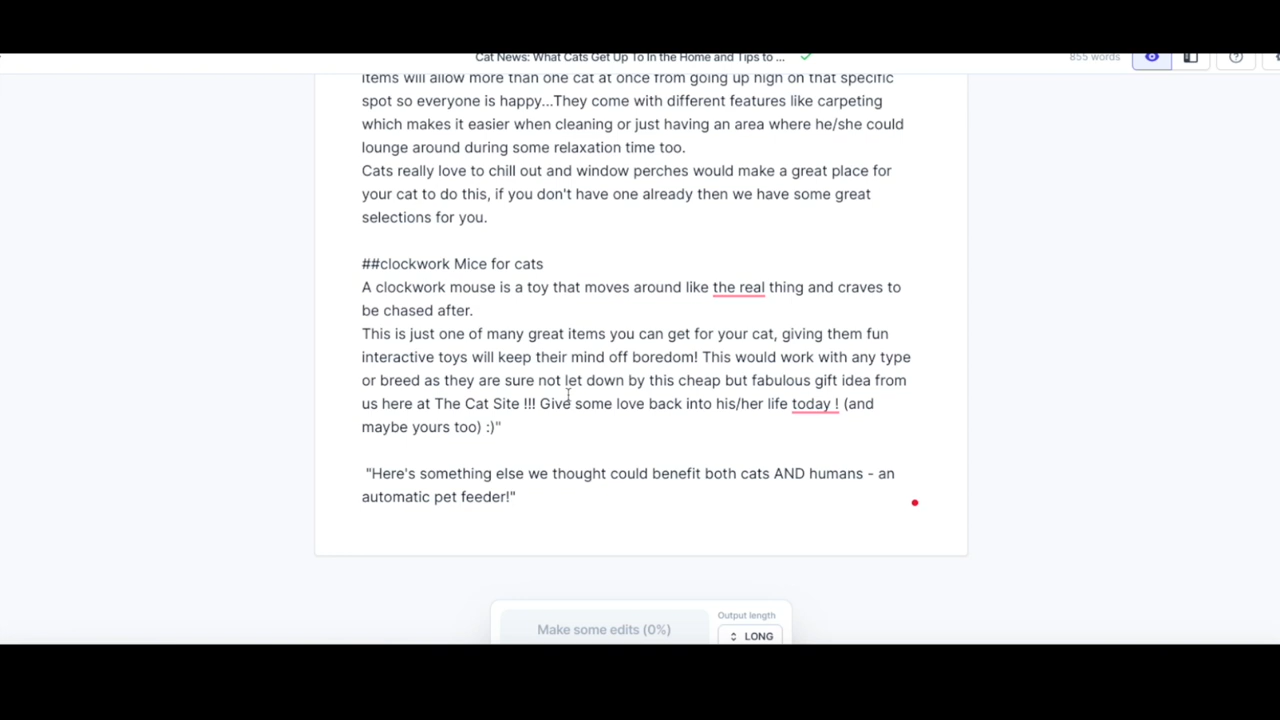 Cat News: What Cats Get Up To In the Home and Tips to ...
855 words
items will allow more than one cat at once from going up high on that specific
spot so everyone is happy...They come with different features like carpeting
which makes it easier when cleaning or just having an area where he/she could
lounge around during some relaxation time too.
Cats really love to chill out and window perches would make a great place for
your cat to do this, if you don't have one already then we have some great
selections for you.
##clockwork Mice for cats
A clockwork mouse is a toy that moves around like the real thing and craves to
be chased after.
This is just one of many great items you can get for your cat, giving them fun
interactive toys will keep their mind off boredom! This would work with any type
or breed as they are sure not let down by this cheap but fabulous gift idea from
us here at The Cat Site !!! Give some love back into his/her life today ! (and
maybe yours too) :)"
"Here's something else we thought could benefit both cats AND humans - an
automatic pet feeder!"
Output length
Make some edits (0%)
LONG